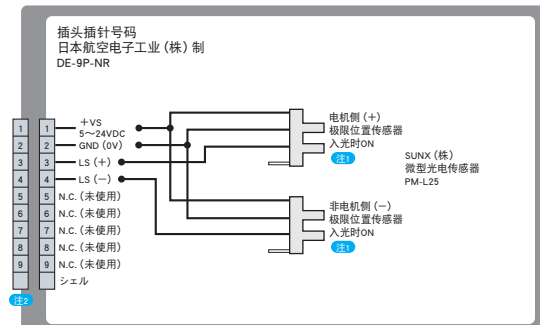 插头插针号码
日本航空电子工业（株）制
DE-9P-NR
1 1 +VS
5～24VDC
2 2 GND（0V）
3 3 LS（+）
4 4 LS（−）
5 5 N.C.（未使用）
6 6 N.C.（未使用）
7 7 N.C.（未使用）
8 8 N.C.（未使用）
9 9 N.C.（未使用）
シェル
注2
电机侧（+）
极限位置传感器
入光时ON
注1
SUNX（株）
微型光电传感器
PM-L25
非电机侧（−）
极限位置传感器
入光时ON
注1